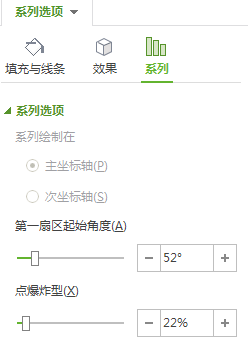 系列选项
填充与线条 效果 系列
系列选项
系列绘制在
主坐标轴(P)
次坐标轴(S)
第一扇区起始角度(A)
52°
点爆炸型(X)
22%